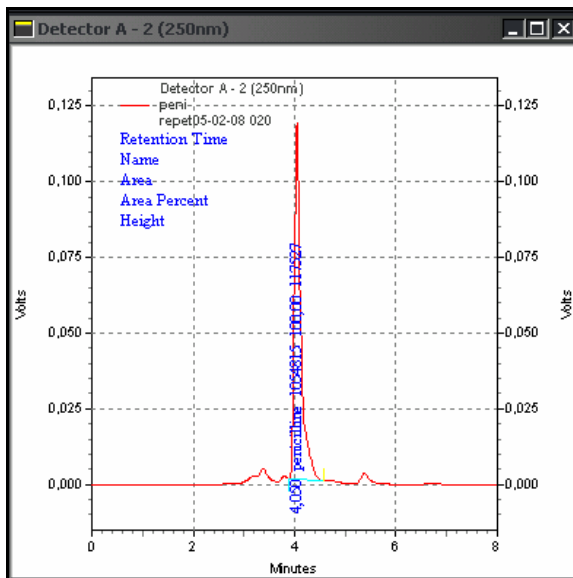 Detector A - 2 (250nm)
Detector A - 2 (250nm)
peni
repet05-02-08 020
Retention Time
Name
Area
Area Percent
Height
0,125
0,100
0,075
0,050
0,025
0,000
Volts
0,125
0,100
0,075
0,050
0,025
0,000
Volts
4,050 penicilline 1054815 100,00 117527
0 2 4 6 8
Minutes